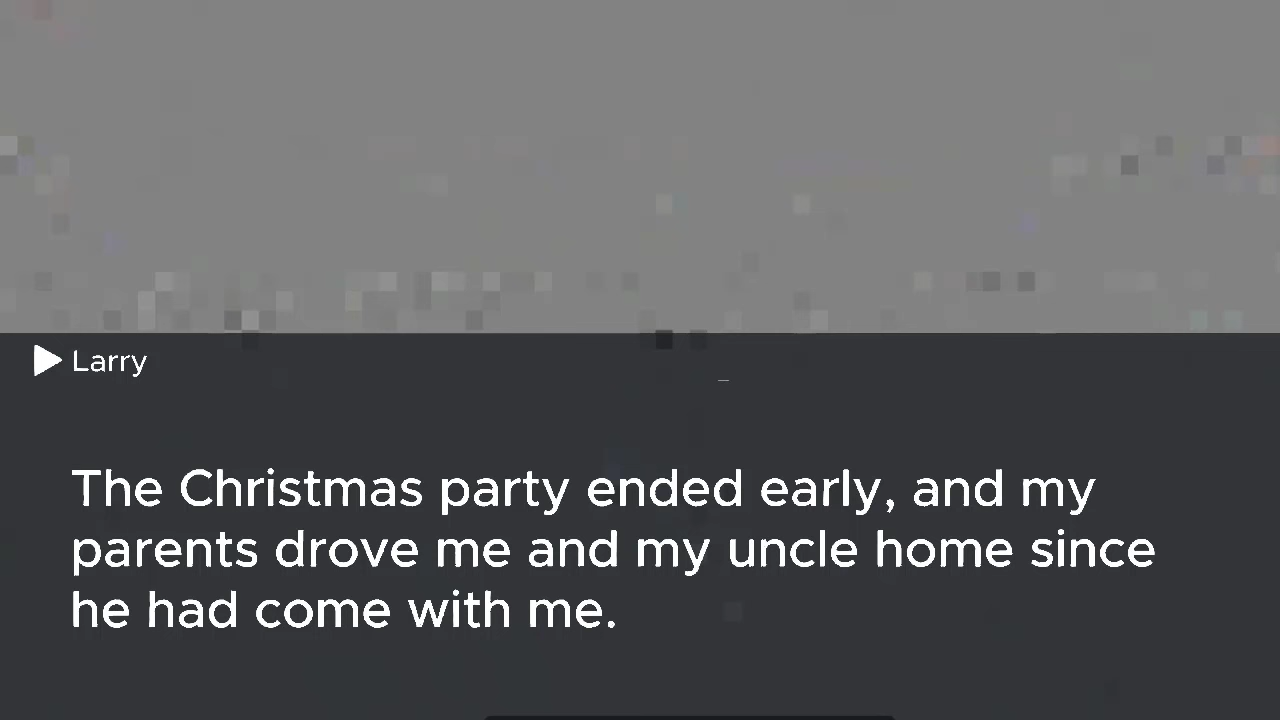 Larry
The Christmas party ended early, and my
parents drove me and my uncle home since
he had come with me.